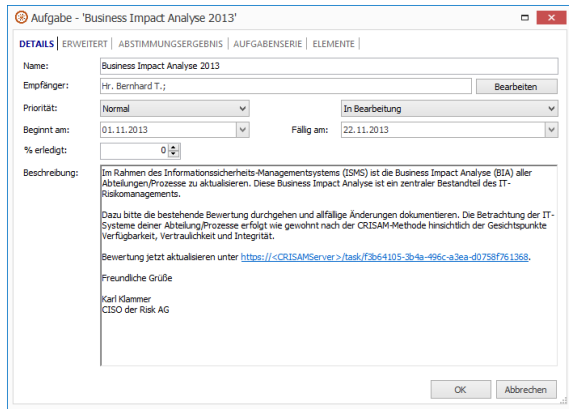 Aufgabe - 'Business Impact Analyse 2013'
DETAILS ERWEITERT ABSTIMMUNGSERGEBNIS AUFGABENSERIE ELEMENTE
Name: Business Impact Analyse 2013
Empfänger: Hr. Bernhard T.; Bearbeiten
Priorität: Normal In Bearbeitung
Beginnt am: 01.11.2013 Fällig am: 22.11.2013
% erledigt: 0
Beschreibung: Im Rahmen des Informationssicherheits-Managementsystems (ISMS) ist die Business Impact Analyse (BIA) aller
Abteilungen/Prozesse zu aktualisieren. Diese Business Impact Analyse ist ein zentraler Bestandteil des IT-
Risikomanagements.
Dazu bitte die bestehende Bewertung durchgehen und allfällige Änderungen dokumentieren. Die Betrachtung der IT-
Systeme deiner Abteilung/Prozesse erfolgt wie gewohnt nach der CRISAM-Methode hinsichtlich der Gesichtspunkte
Verfügbarkeit, Vertraulichkeit und Integrität.
Bewertung jetzt aktualisieren unter https://<CRISAMServer>/task/f3b64105-3b4a-496c-a3ea-d0758f761368.
Freundliche Grüße
Karl Klammer
CISO der Risk AG
OK Abbrechen